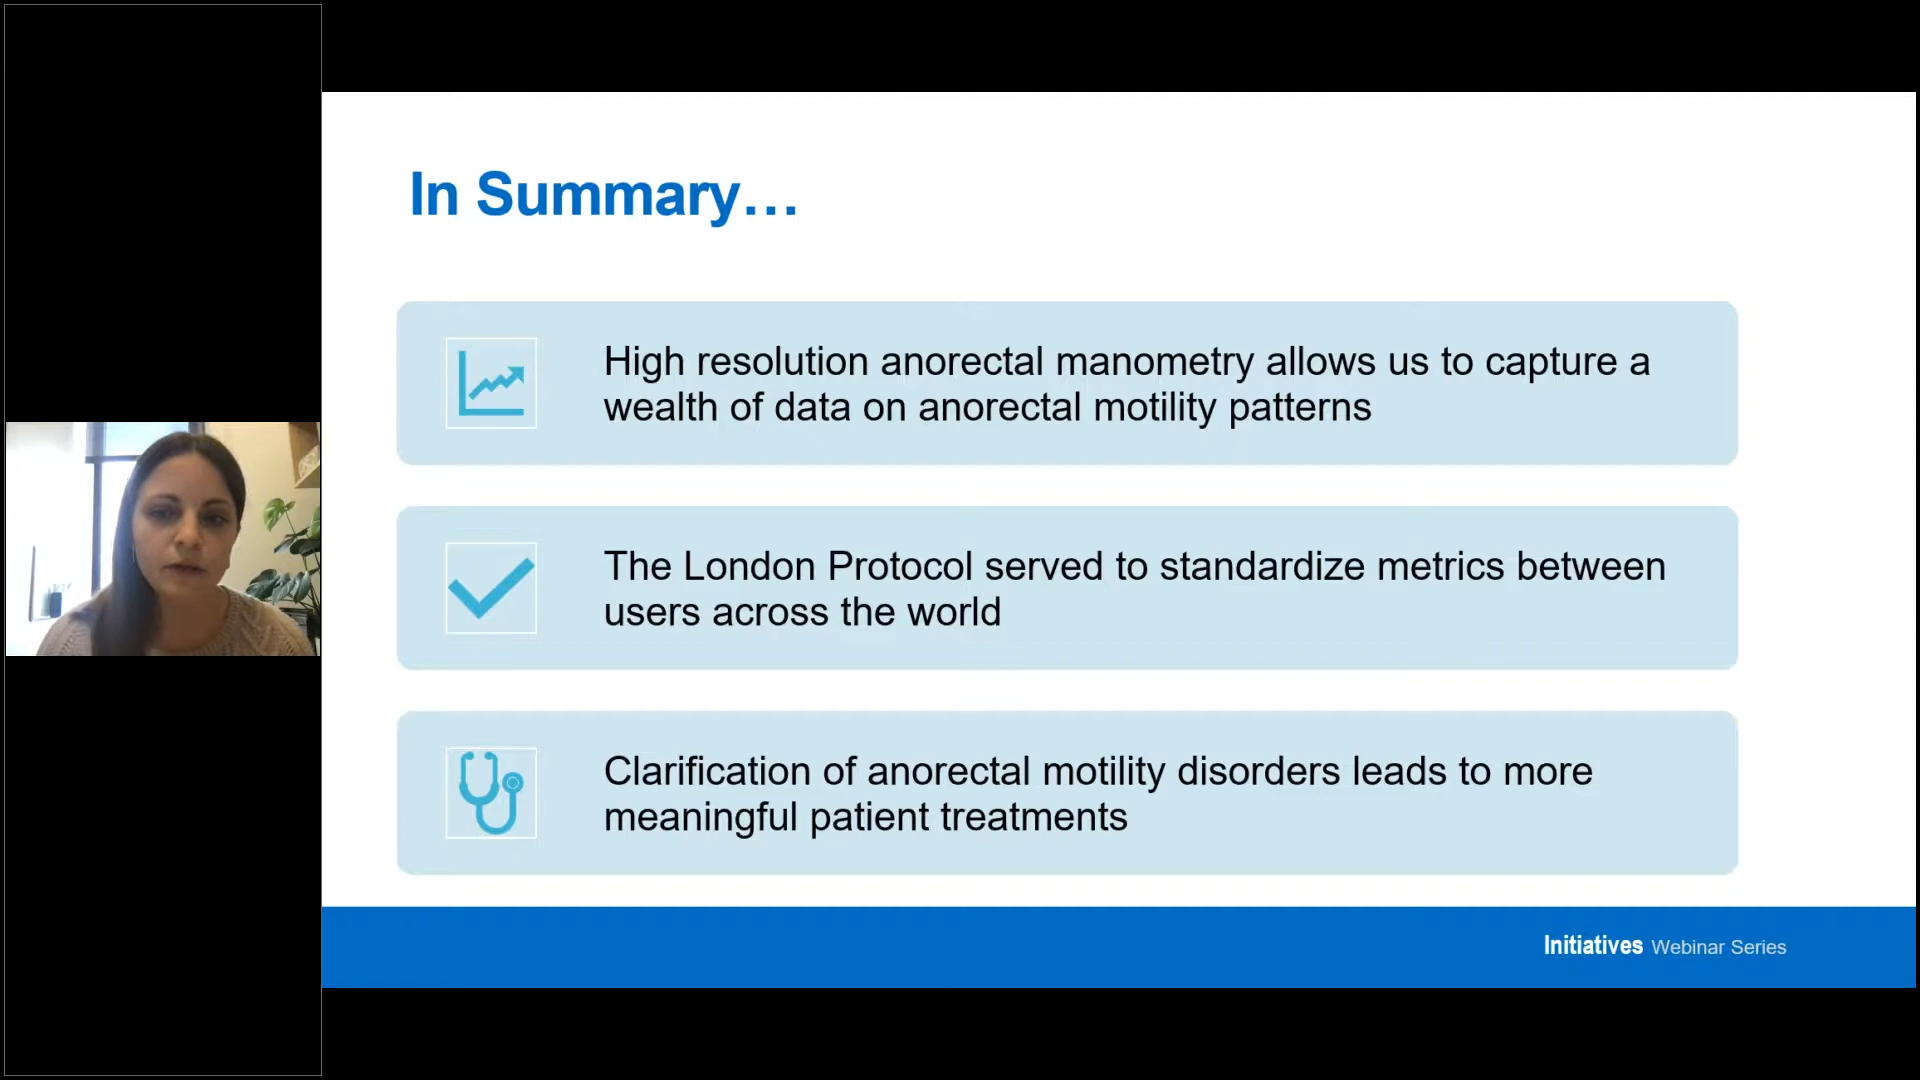 In Summary…
High resolution anorectal manometry allows us to capture a
wealth of data on anorectal motility patterns
The London Protocol served to standardize metrics between
users across the world
Clarification of anorectal motility disorders leads to more
meaningful patient treatments
Initiatives Webinar Series